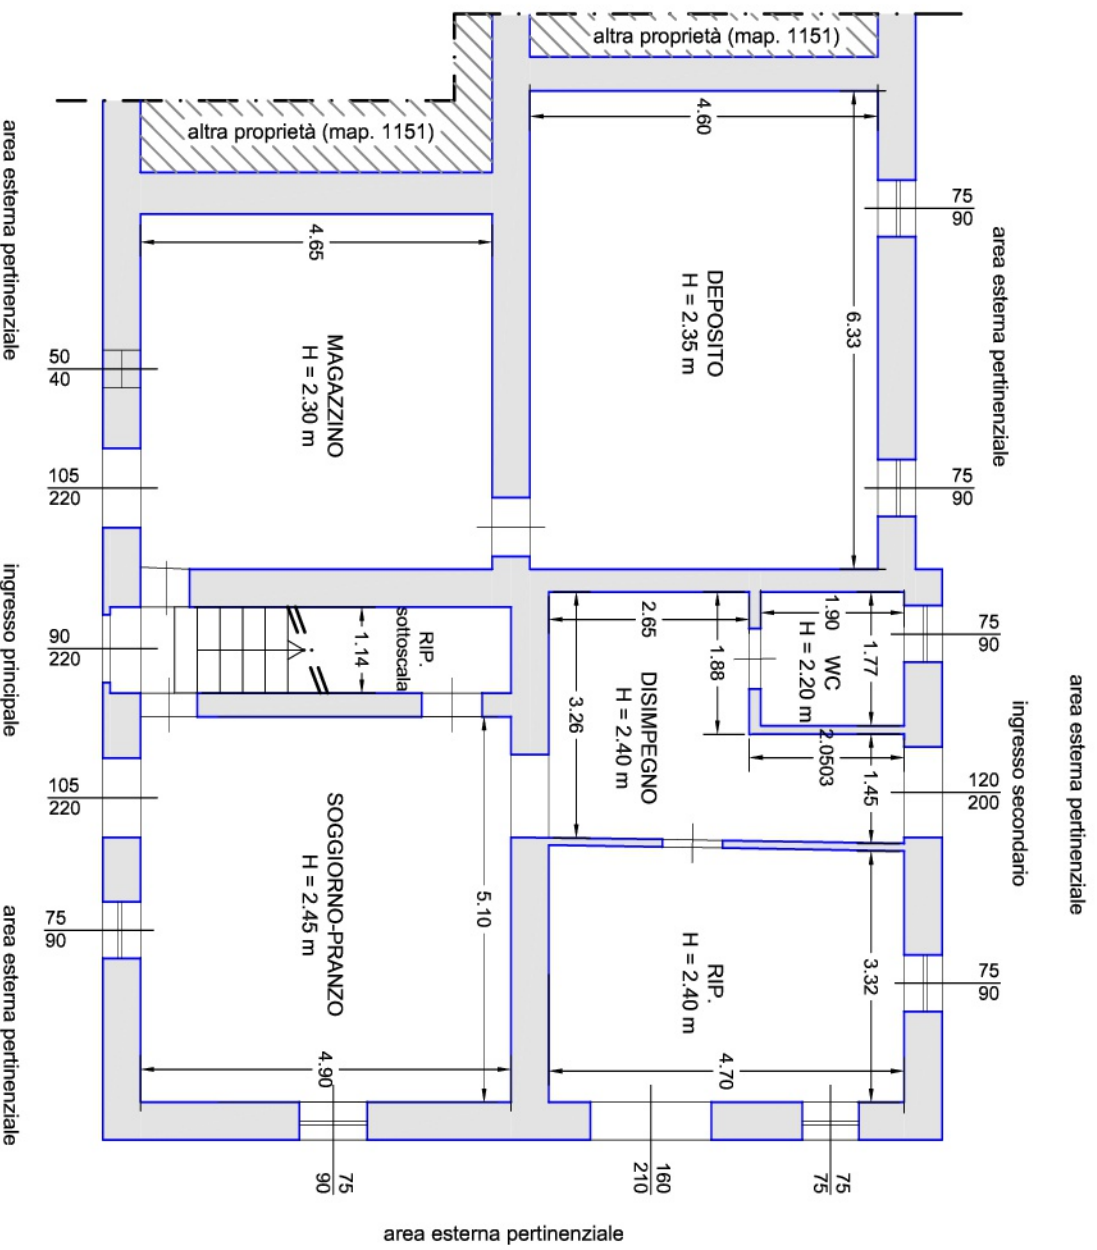 altra proprietà (map. 1151)
altra proprietà (map. 1151)
4.60
75
90
area esterna pertinenziale
area esterna pertinenziale
4.65
DEPOSITO
H = 2.35 m
6.33
MAGAZZINO
H = 2.30 m
50
40
105
220
75
90
ingresso principale
90
220
1.14
RIP.
sottoscala
2.65
1.88
1.90
1.77
WC
H = 2.20 m
75
90
3.26
DISIMPEGNO
H = 2.40 m
2.0503
1.45
120
200
ingresso secondario
area esterna pertinenziale
105
220
SOGGIORNO-PRANZO
H = 2.45 m
5.10
75
90
area esterna pertinenziale
RIP.
H = 2.40 m
3.32
75
90
4.90
4.70
75
90
160
210
75
75
area esterna pertinenziale